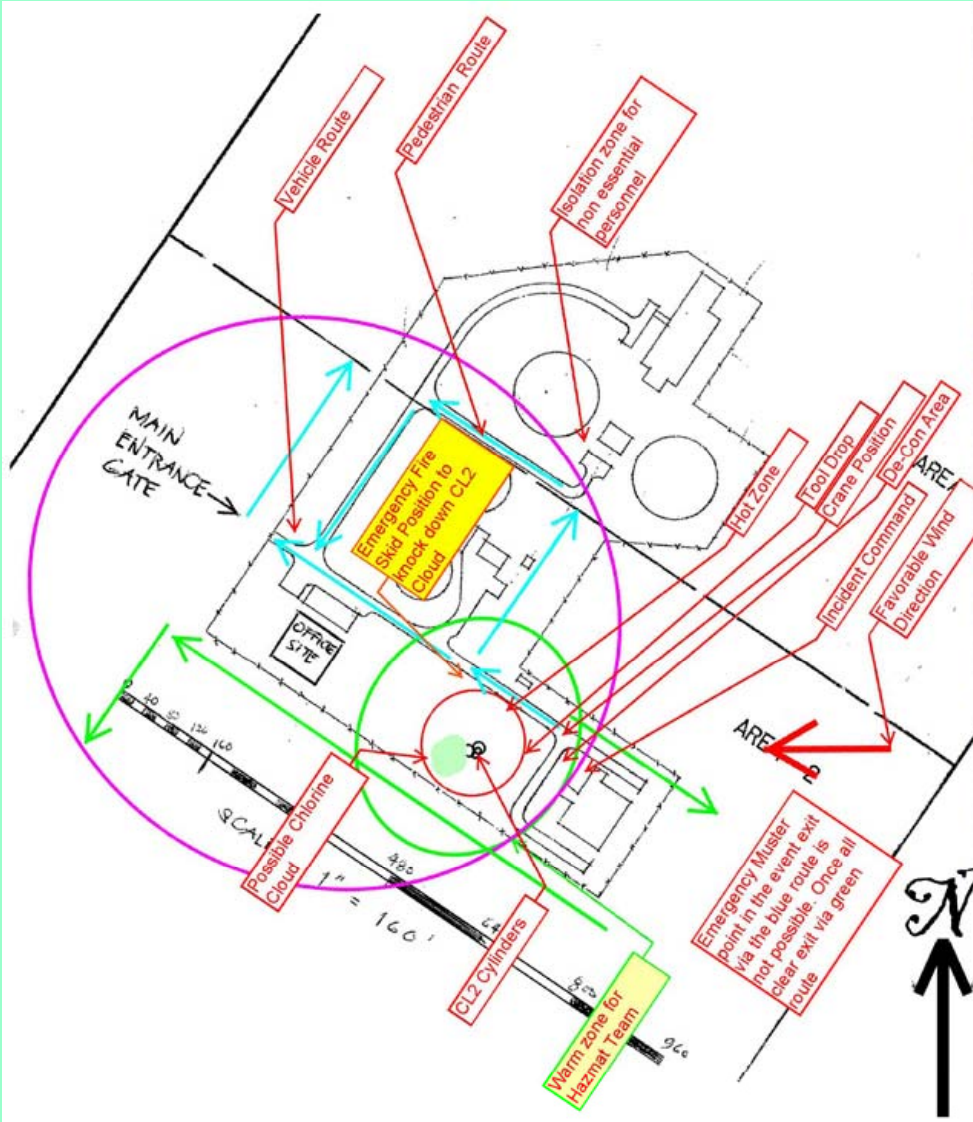 Vehicle Route
Pedestrian Route
Isolation zone for
non essential
personnel
MAIN
ENTRANCE
GATE
Emergency Fire
Skid Position to
knock down CL2
Cloud
OFFICE
SITE
Hot Zone
Tool Drop
Crane Position
De-Con Area
Incident Command
Favorable Wind
Direction
0
40
80
120
160
480
800
960
1" = 160'
Possible Chlorine
Cloud
CL2 Cylinders
Warm zone for
Hazmat Team
Emergency Muster
point in the event exit
via the blue route is
not possible. Once all
clear exit via green
route
N